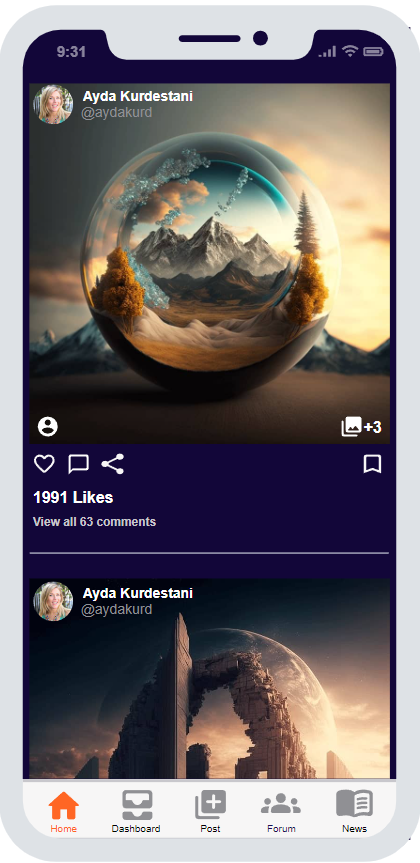 9:31
Ayda Kurdestani
@aydakurd
+3
1991 Likes
View all 63 comments
Ayda Kurdestani
@aydakurd
Home Dashboard Post Forum News